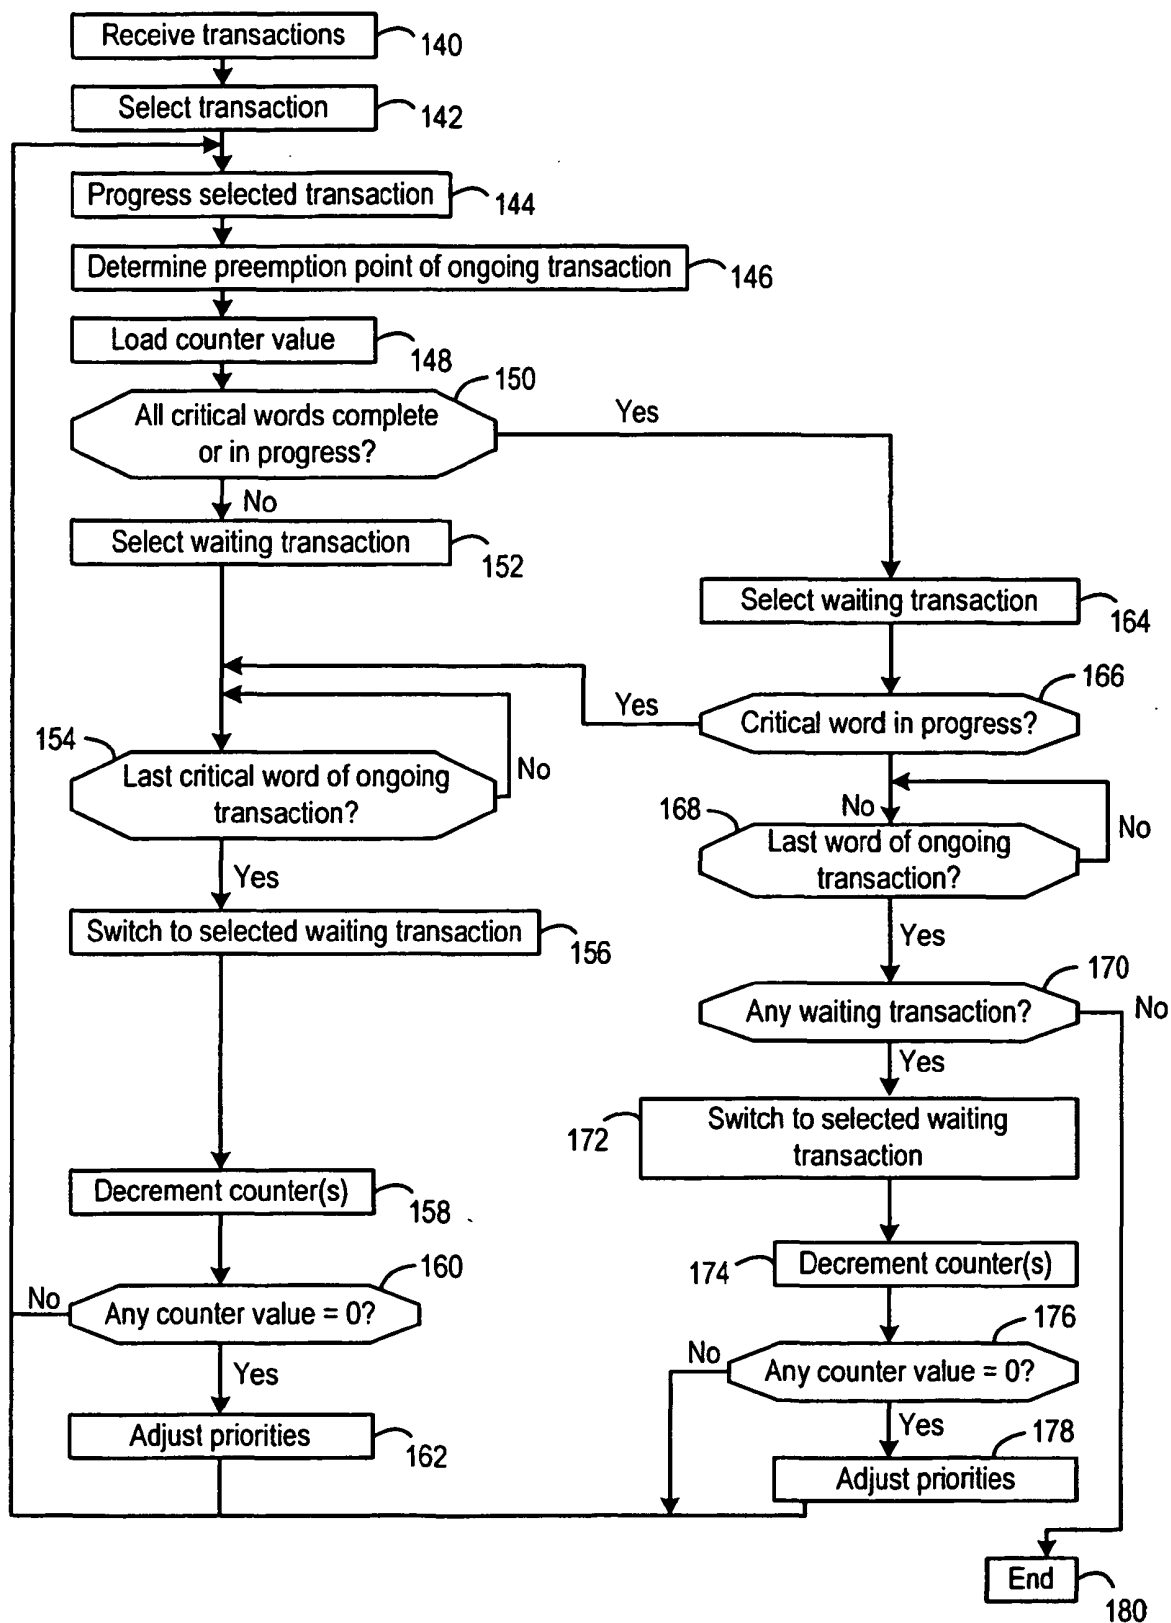 Receive transactions
140
Select transaction
142
Progress selected transaction
144
Determine preemption point of ongoing transaction
146
Load counter value
148
150
All critical words complete
or in progress?
Yes
No
Select waiting transaction
152
Select waiting transaction
164
166
Yes
Critical word in progress?
154
Last critical word of ongoing
transaction?
No
No
168
Last word of ongoing
transaction?
No
Yes
Switch to selected waiting transaction
156
Yes
170
Any waiting transaction?
No
Yes
172
Switch to selected waiting
transaction
Decrement counter(s)
158
174
Decrement counter(s)
160
No
Any counter value = 0?
176
No
Any counter value = 0?
Yes
Yes
Adjust priorities
162
178
Adjust priorities
End
180